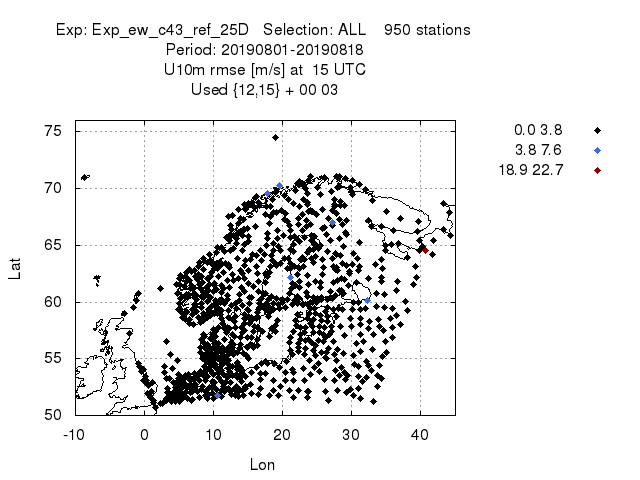 Exp: Exp_ew_c43_ref_25D Selection: ALL 950 stations
Period: 20190801-20190818
U10m rmse [m/s] at 15 UTC
Used {12,15} + 00 03
0.0 3.8
3.8 7.6
18.9 22.7
75
70
65
60
55
50
Lat
-10 0 10 20 30 40
Lon